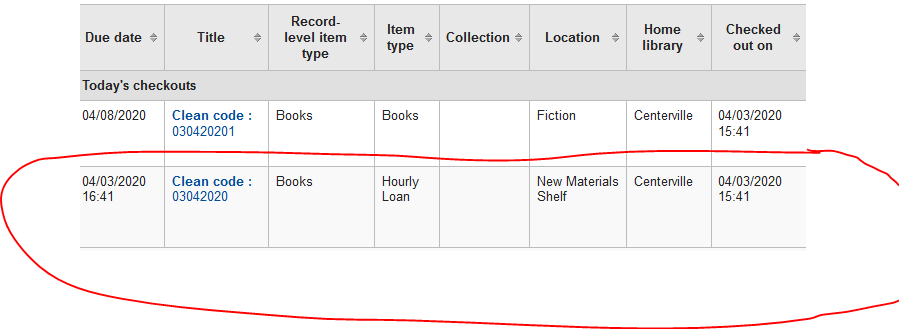 Due date Title Record-level item type Item type Collection Location Home library Checked out on
Today's checkouts
04/08/2020 Clean code : 030420201 Books Books Fiction Centerville 04/03/2020 15:41
04/03/2020 16:41 Clean code : 03042020 Books Hourly Loan New Materials Shelf Centerville 04/03/2020 15:41